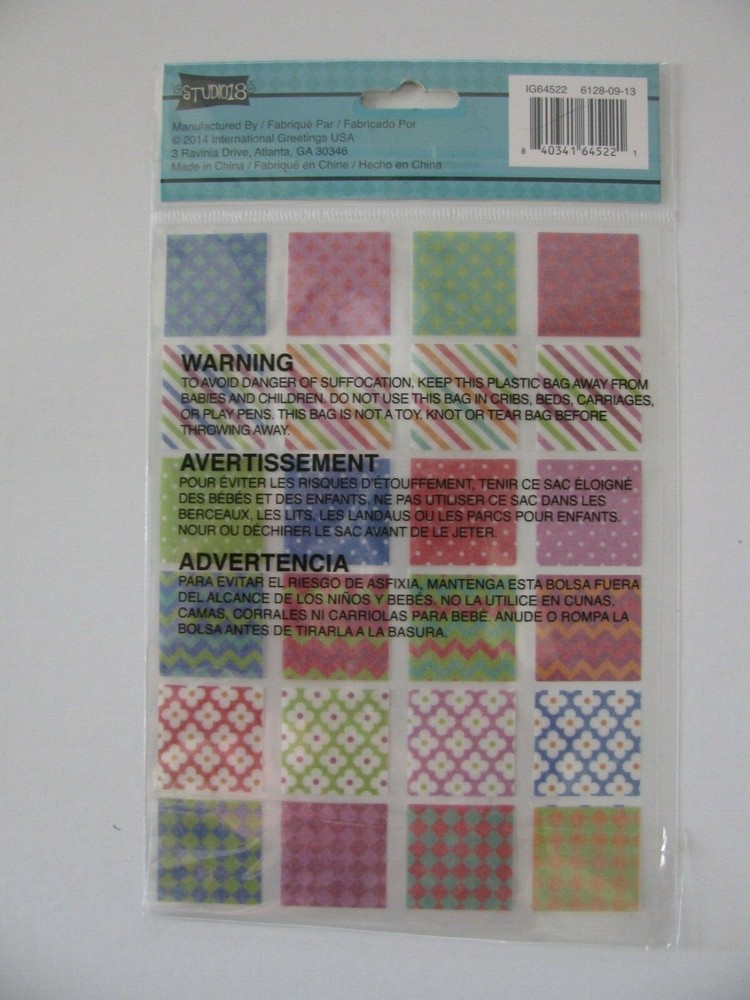 STUDIO18
Manufactured By / Fabriqué Par / Fabricado Por
© 2014 International Greetings USA
3 Ravinia Drive, Atlanta, GA 30346
Made in China / Fabriqué en Chine / Hecho en China
IG64522 6128-09-13
8 40341 64522 1
WARNING
TO AVOID DANGER OF SUFFOCATION, KEEP THIS PLASTIC BAG AWAY FROM
BABIES AND CHILDREN. DO NOT USE THIS BAG IN CRIBS, BEDS, CARRIAGES,
OR PLAY PENS. THIS BAG IS NOT A TOY. KNOT OR TEAR BAG BEFORE
THROWING AWAY.
AVERTISSEMENT
POUR ÉVITER LES RISQUES D'ÉTOUFFEMENT, TENIR CE SAC ÉLOIGNÉ
DES BÉBÉS ET DES ENFANTS. NE PAS UTILISER CE SAC DANS LES
BERCEAUX, LES LITS, LES LANDAUS OU LES PARCS POUR ENFANTS.
NOUR OU DÉCHIRER LE SAC AVANT DE LE JETER.
ADVERTENCIA
PARA EVITAR EL RIESGO DE ASFIXIA, MANTENGA ESTA BOLSA FUERA
DEL ALCANCE DE LOS NIÑOS Y BEBÉS. NO LA UTILICE EN CUNAS,
CAMAS, CORRALES NI CARRIOLAS PARA BEBÉ. ANUDE O ROMPA LA
BOLSA ANTES DE TIRARLA A LA BASURA.